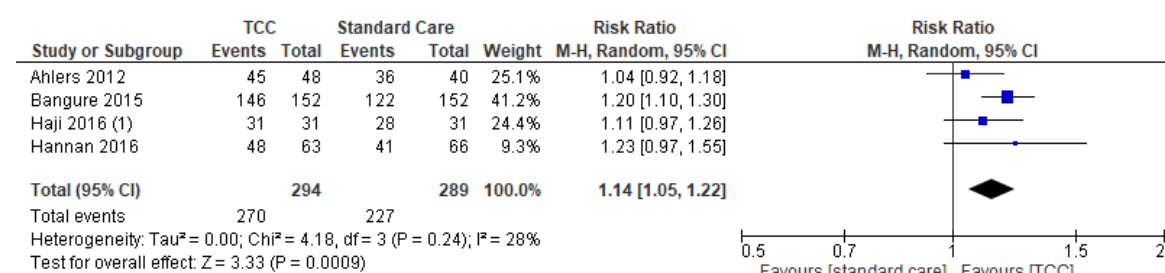 TCC Standard Care Risk Ratio Risk Ratio
Study or Subgroup Events Total Events Total Weight M-H, Random, 95% CI M-H, Random, 95% CI
Ahlers 2012 45 48 36 40 25.1% 1.04 [0.92, 1.18]
Bangure 2015 146 152 122 152 41.2% 1.20 [1.10, 1.30]
Haji 2016 (1) 31 31 28 31 24.4% 1.11 [0.97, 1.26]
Hannan 2016 48 63 41 66 9.3% 1.23 [0.97, 1.55]
Total (95% CI) 294 289 100.0% 1.14 [1.05, 1.22]
Total events 270 227
Heterogeneity: Tau² = 0.00; Chi² = 4.18, df = 3 (P = 0.24); I² = 28%
Test for overall effect: Z = 3.33 (P = 0.0009)
0.5 0.7 1 1.5 2
Favours [standard care] Favours [TCC]